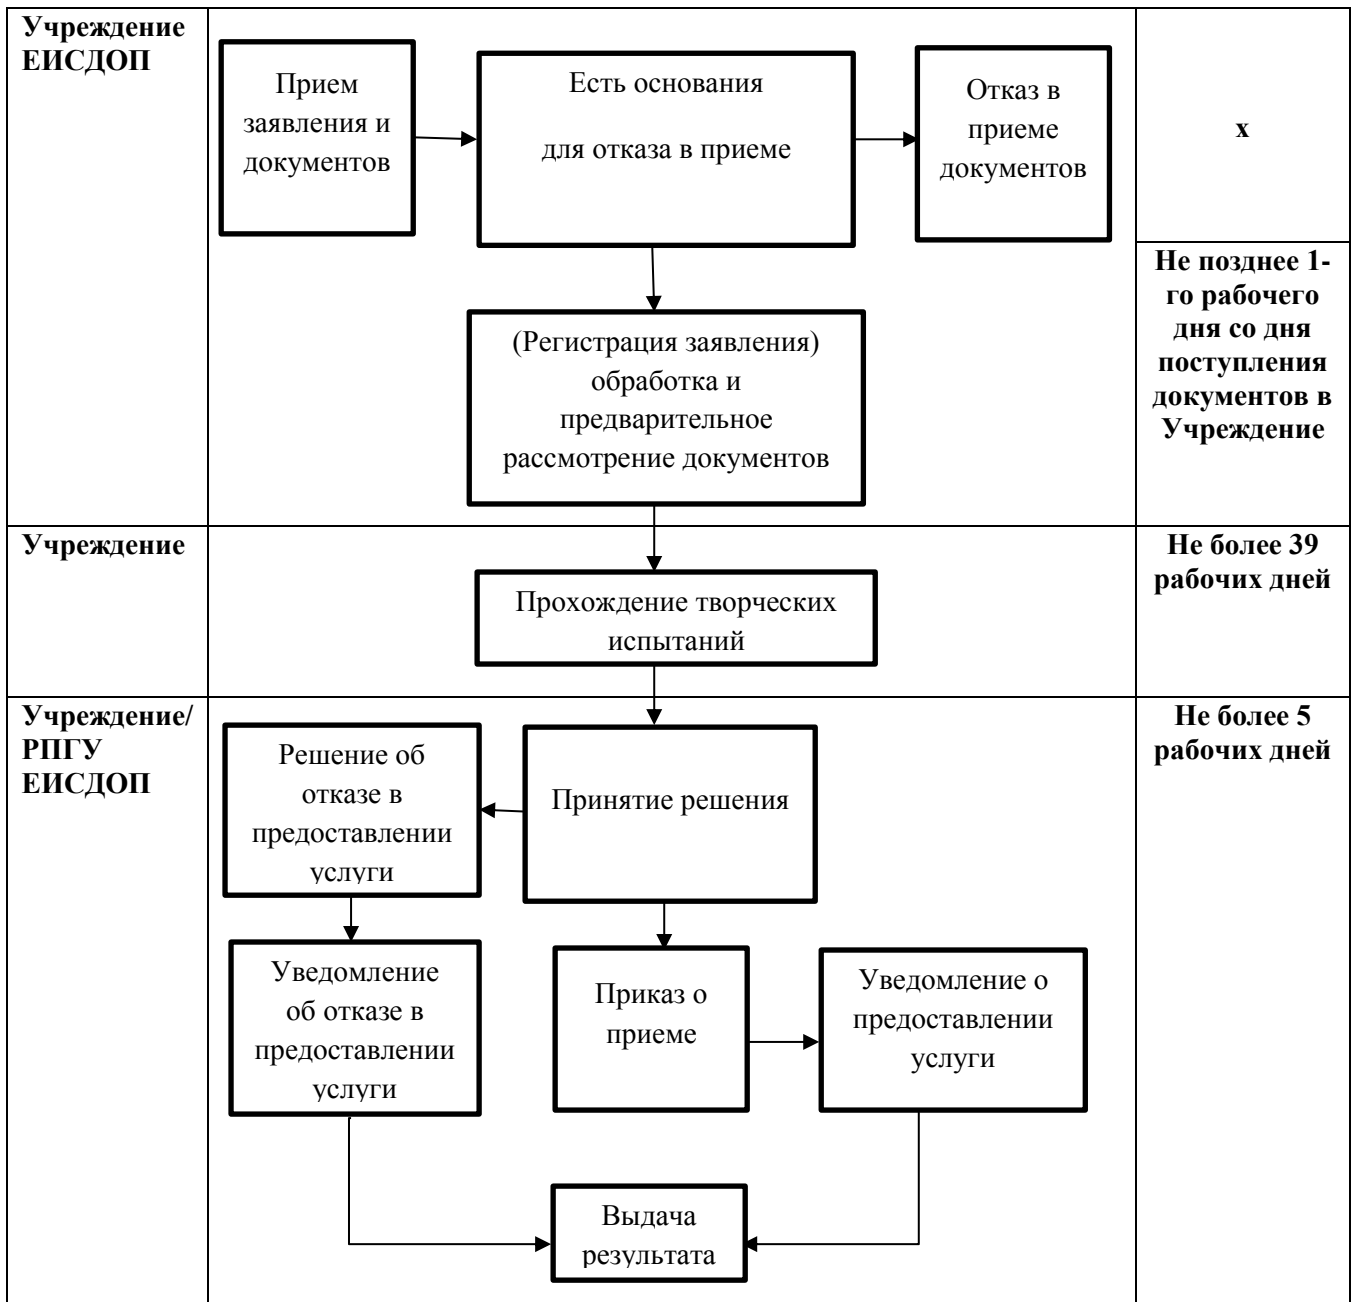 Учреждение
ЕИСДОП
Прием
заявления и
документов
Есть основания
для отказа в приеме
Отказ в
приеме
документов
х
Не позднее 1-
го рабочего
дня со дня
поступления
документов в
Учреждение
(Регистрация заявления)
обработка и
предварительное
рассмотрение документов
Учреждение
Прохождение творческих
испытаний
Не более 39
рабочих дней
Учреждение/
РПГУ
ЕИСДОП
Решение об
отказе в
предоставлении
услуги
Принятие решения
Не более 5
рабочих дней
Уведомление
об отказе в
предоставлении
услуги
Приказ о
приеме
Уведомление о
предоставлении
услуги
Выдача
результата